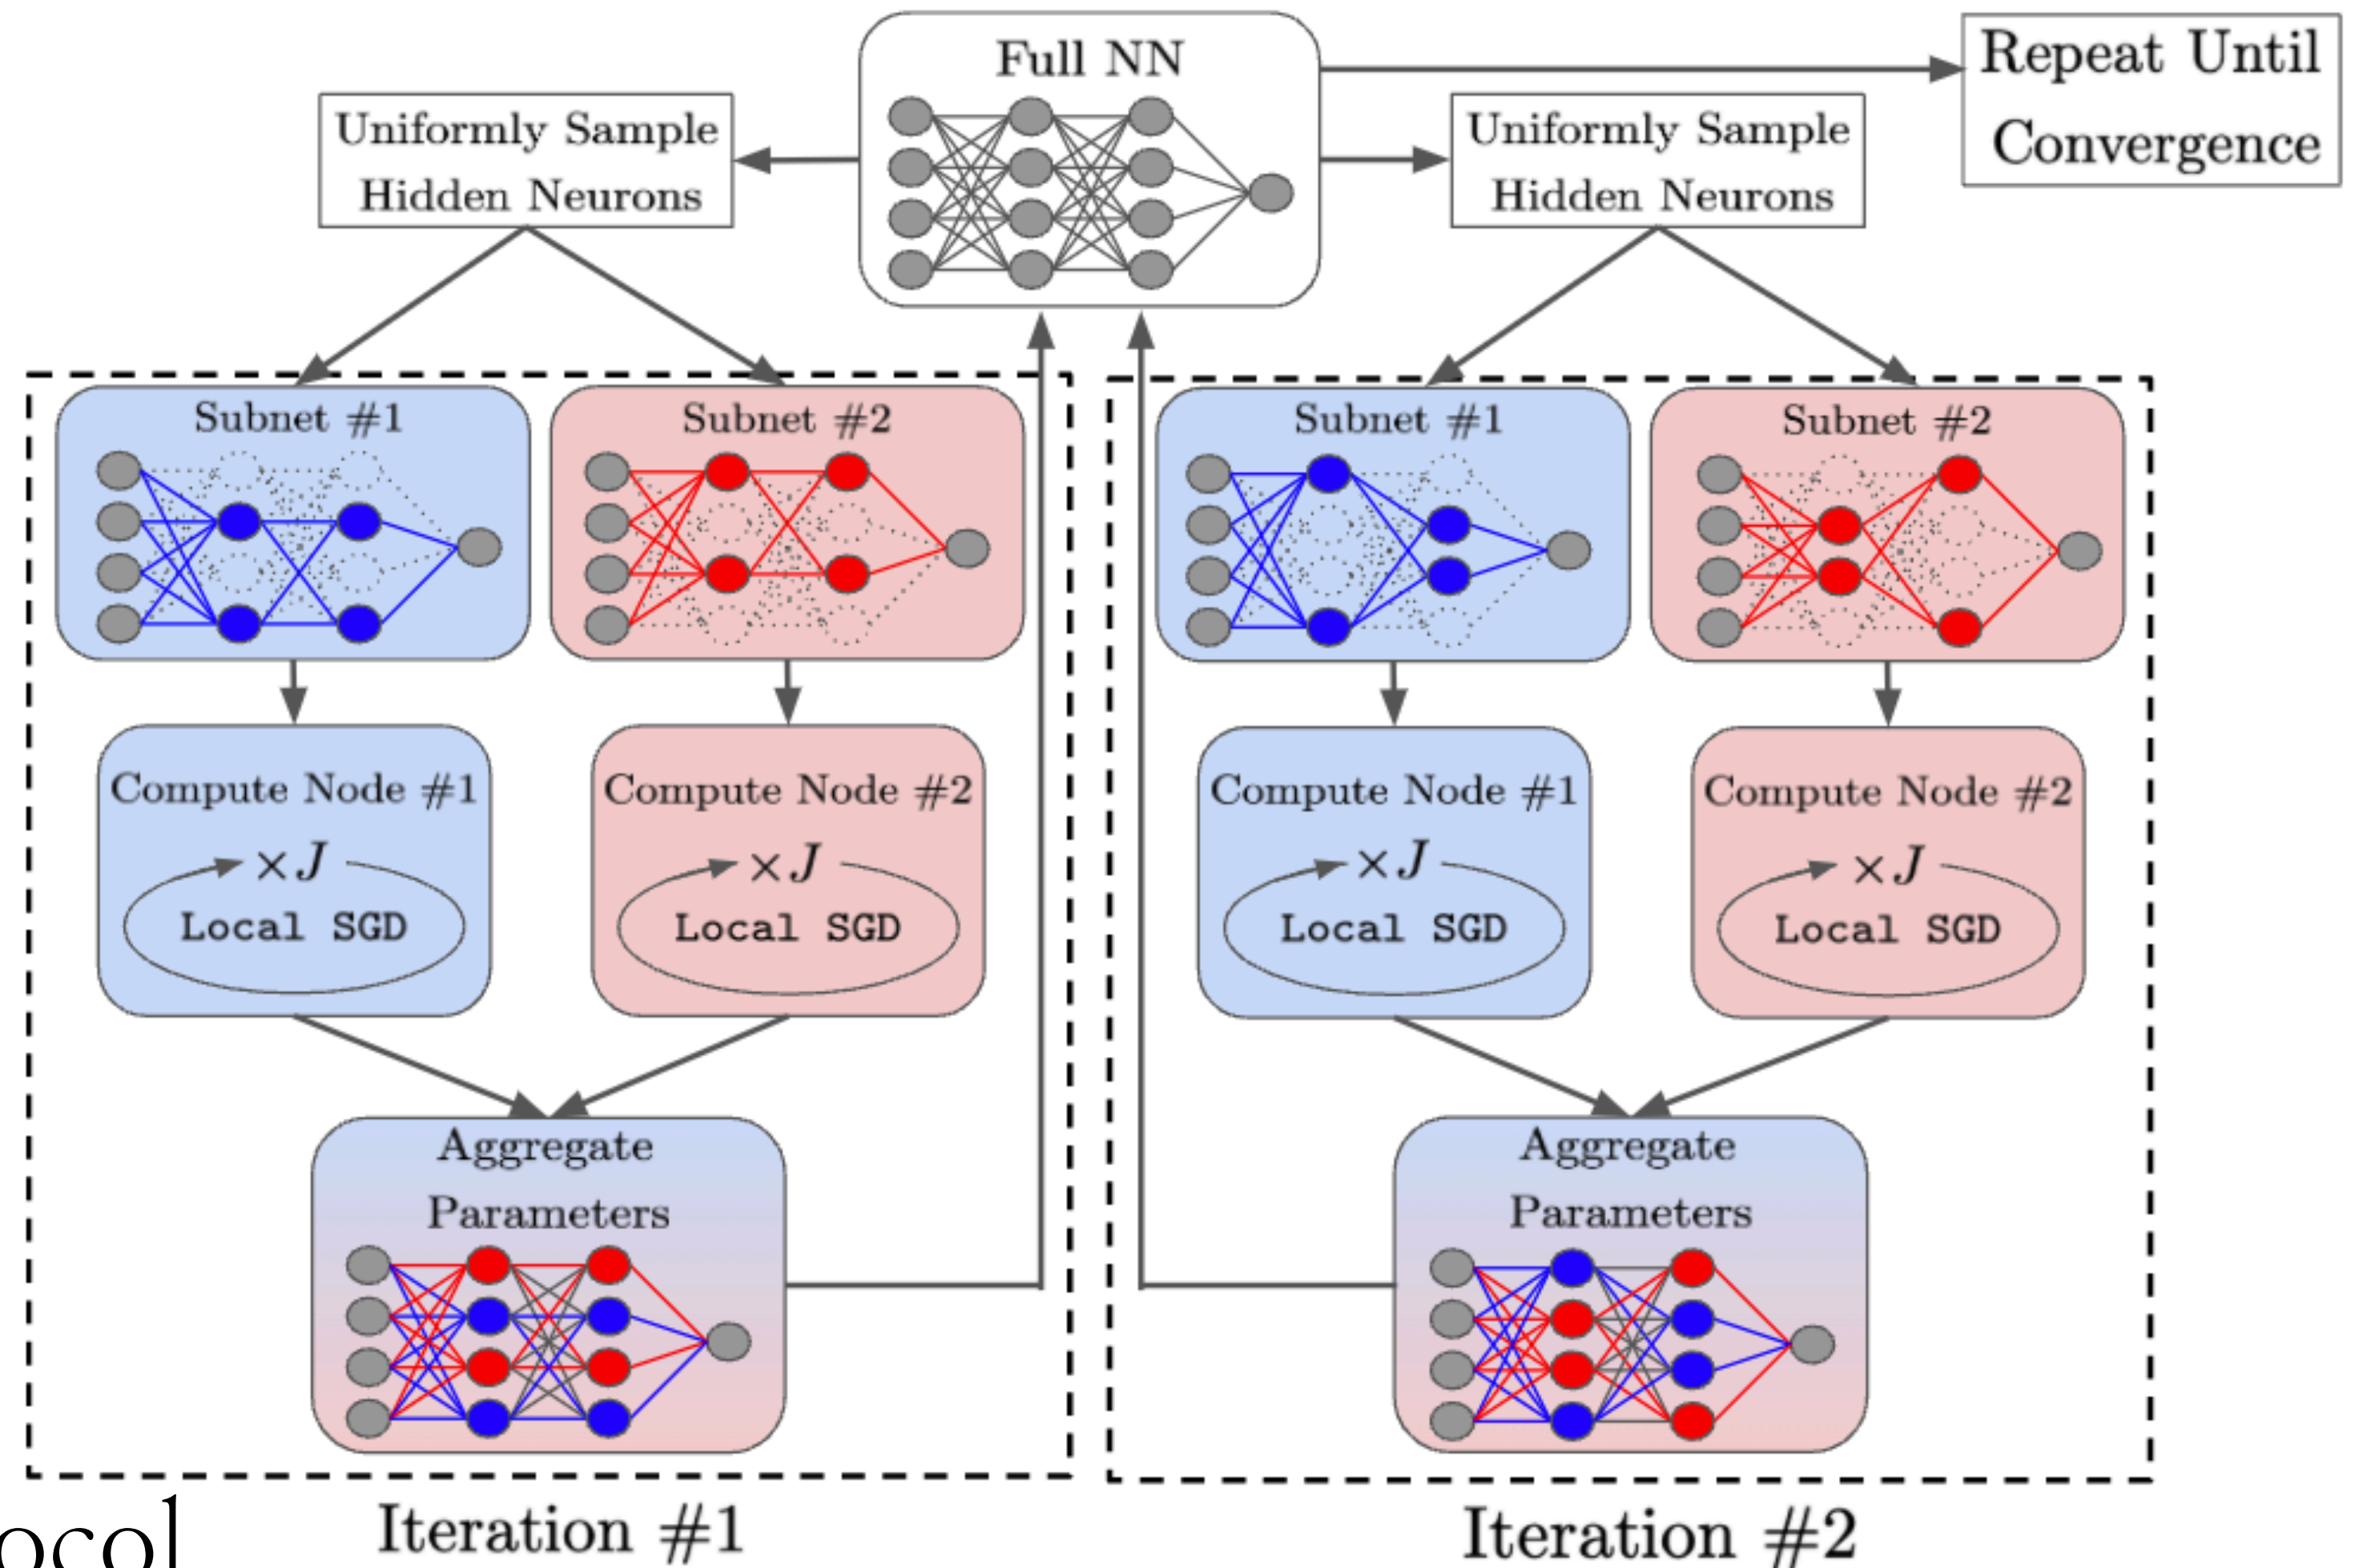 Full NN
Repeat Until
Convergence
Uniformly Sample
Hidden Neurons
Uniformly Sample
Hidden Neurons
Subnet #1
Subnet #2
Subnet #1
Subnet #2
Compute Node #1
×J
Local SGD
Compute Node #2
×J
Local SGD
Compute Node #1
×J
Local SGD
Compute Node #2
×J
Local SGD
Aggregate
Parameters
Aggregate
Parameters
ocol
Iteration #1
Iteration #2